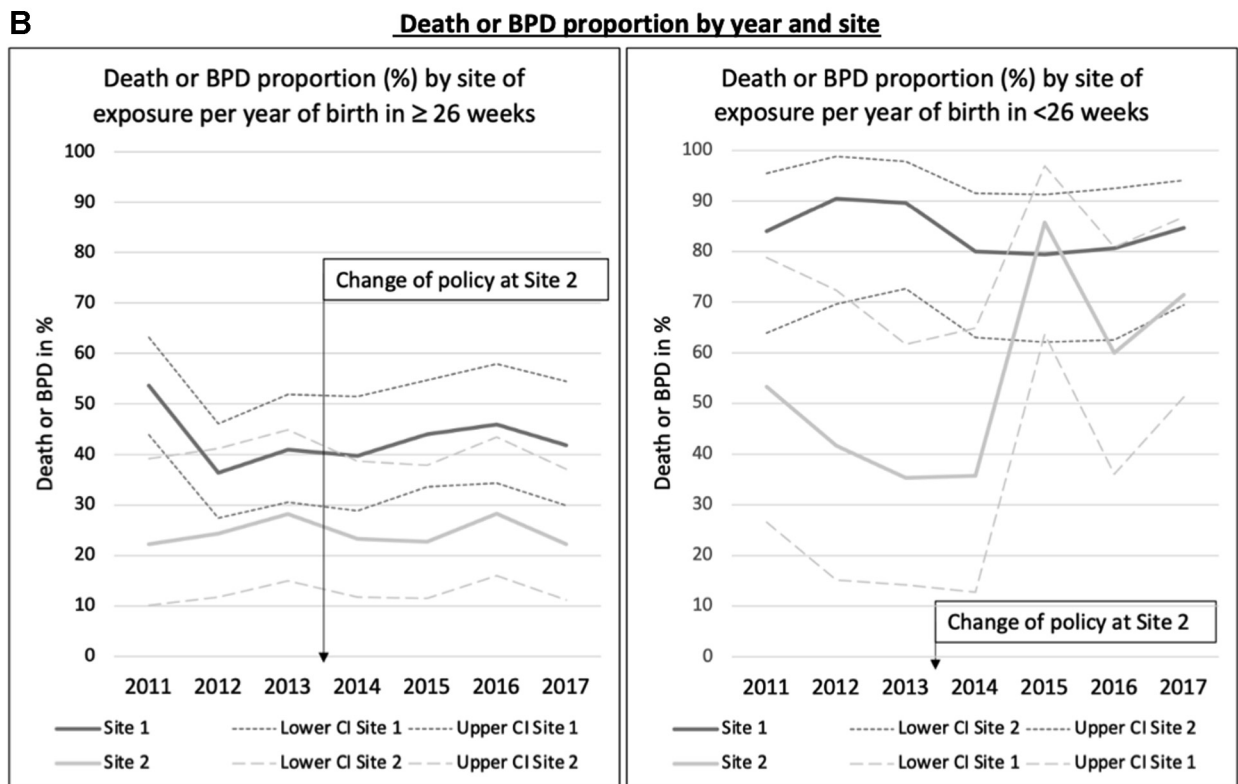 B
Death or BPD proportion by year and site
Death or BPD proportion (%) by site of
exposure per year of birth in ≥ 26 weeks
100
90
80
70
60
50
40
30
20
10
0
Death or BPD in %
Change of policy at Site 2
2011 2012 2013 2014 2015 2016 2017
Site 1 Lower CI Site 1 Upper CI Site 1
Site 2 Lower CI Site 2 Upper CI Site 2
Death or BPD proportion (%) by site of
exposure per year of birth in <26 weeks
100
90
80
70
60
50
40
30
20
10
0
Death or BPD in %
Change of policy at Site 2
2011 2012 2013 2014 2015 2016 2017
Site 1 Lower CI Site 2 Upper CI Site 2
Site 2 Lower CI Site 1 Upper CI Site 1